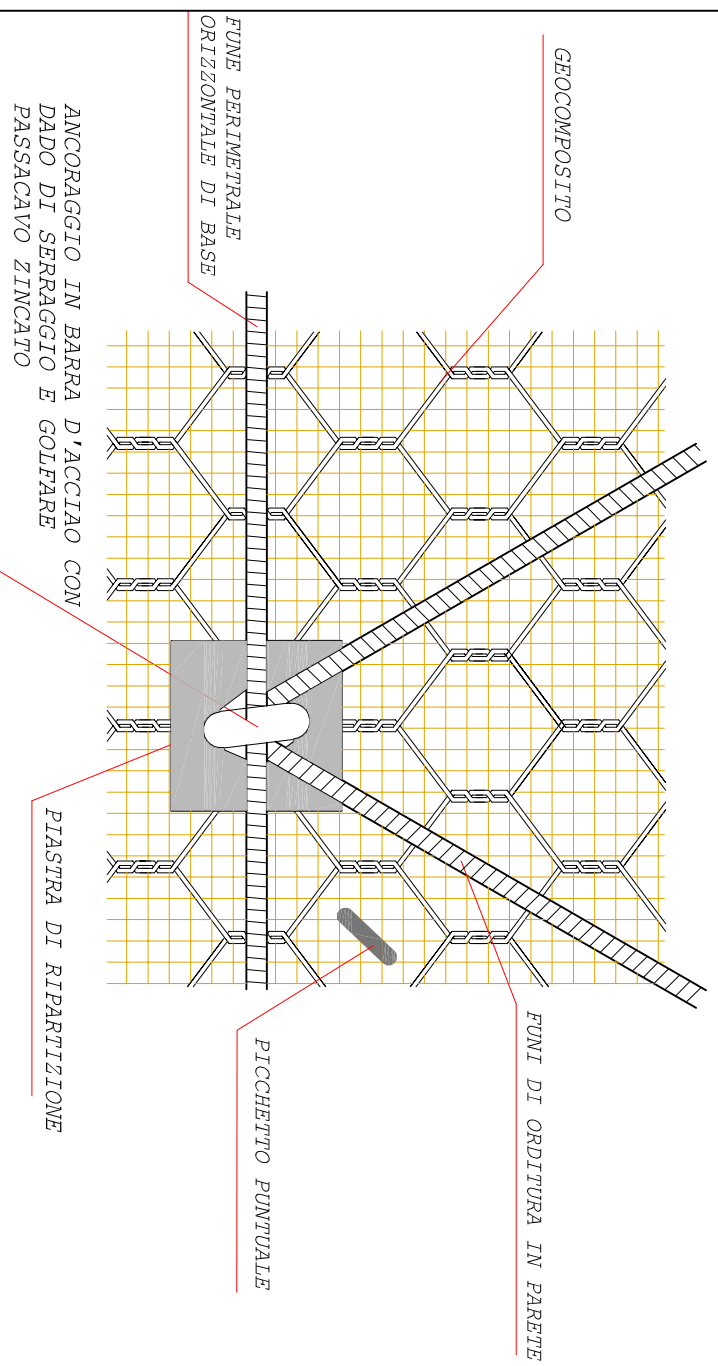 GEOCOMPOSITO
FUNI DI ORDITURA IN PARETE
FUNE PERIMETRALE
ORIZZONTALE DI BASE
PICCHETTO PUNTUALE
ANCORAGGIO IN BARRA D'ACCIAO CON
DADO DI SERRAGGIO E GOLFARE
PASSACAVO ZINCATO
PIASTRA DI RIPARTIZIONE